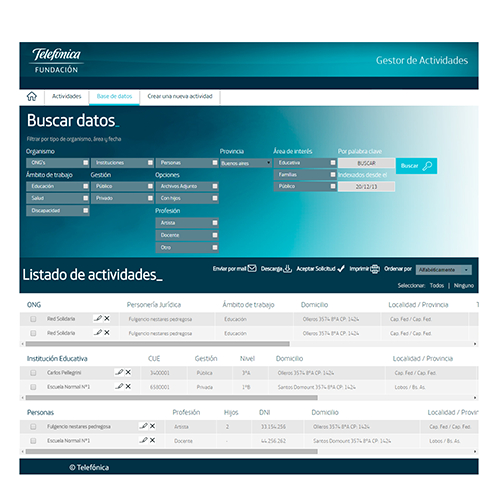 Telefónica
FUNDACIÓN
Gestor de Actividades
Actividades Base de datos Crear una nueva actividad
Buscar datos_
Filtrar por tipo de organismo, área y fecha
Organismo Provincia Área de interés Por palabra clave
ONG's Instituciones Personas Buenos aires Educativa BUSCAR Buscar
Ámbito de trabajo Gestión Opciones Familias Indexados desde el
Educación Público Archivos Adjunto Público 20/12/13
Salud Privado Con hijos
Discapacidad
Profesión
Artista
Docente
Otro
Listado de actividades_
Enviar por mail Descarga Aceptar Solicitud Imprimir Ordenar por Alfabéticamente
Seleccionar: Todos | Ninguno
ONG Personería Jurídica Ámbito de trabajo Domicilio Localidad / Provincia T
Red Solidaria Fulgencio nestares pedregosa Educación Olleros 3574 8ºA CP: 1424 Cap. Fed / Cap. Fed.
Red Solidaria Fulgencio nestares pedregosa Educación Olleros 3574 8ºA CP: 1424 Cap. Fed / Cap. Fed.
Institución Educativa CUE Gestión Nivel Domicilio Localidad / Provincia
Carlos Pellegrini 3400001 Pública 3ºA Olleros 3574 8ºA CP: 1424 Cap. Fed / Cap. Fed.
Escuela Normal Nº1 6580001 Privada 1ºB Santos Domount 3574 8ºA CP: 1424 Lobos / Bs. As.
Personas Profesión Hijos DNI Domicilio Localidad / Provin
Fulgencio nestares pedregosa Artista 2 33.154.256 Olleros 3574 8ºA CP: 1424 Cap. Fed / Cap. Fed.
Escuela Normal Nº1 Docente - 44.256.262 Santos Domount 3574 8ºA CP: 1424 Lobos / Bs. As.
© Telefónica